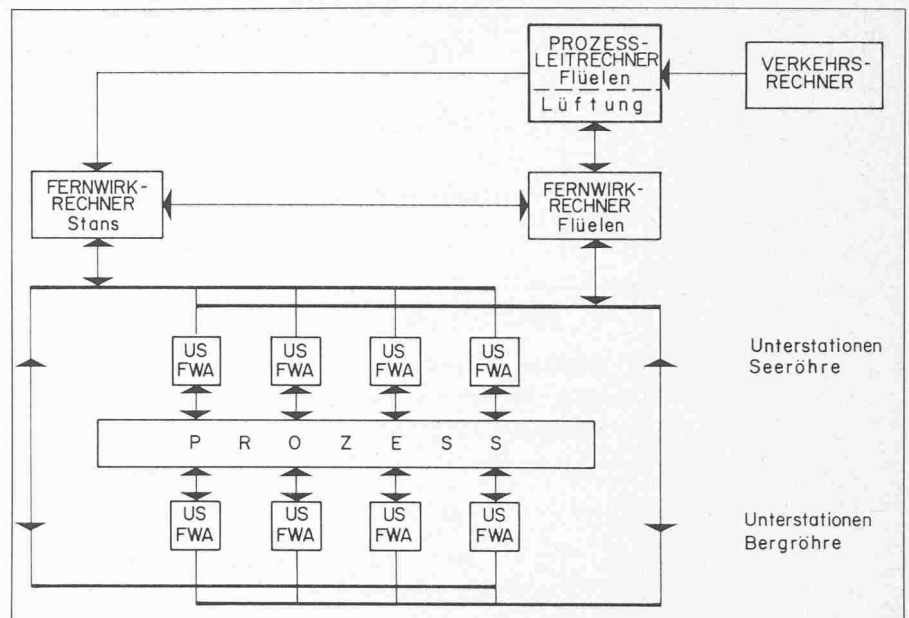 PROZESS-
LEITRECHNER
Flüelen
Lüftung
VERKEHRS-
RECHNER
FERNWIRK-
RECHNER
Stans
FERNWIRK-
RECHNER
Flüelen
US
FWA
US
FWA
US
FWA
US
FWA
Unterstationen
Seeröhre
PROZESS
US
FWA
US
FWA
US
FWA
US
FWA
Unterstationen
Bergröhre